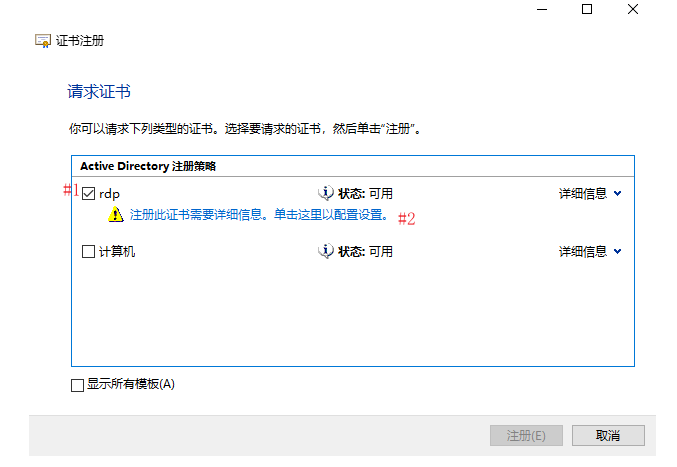 证书注册
请求证书
你可以请求下列类型的证书。选择要请求的证书，然后单击“注册”。
Active Directory 注册策略
#1 rdp 状态: 可用 详细信息
注册此证书需要详细信息。单击这里以配置设置。 #2
计算机 状态: 可用 详细信息
显示所有模板(A)
注册(E) 取消